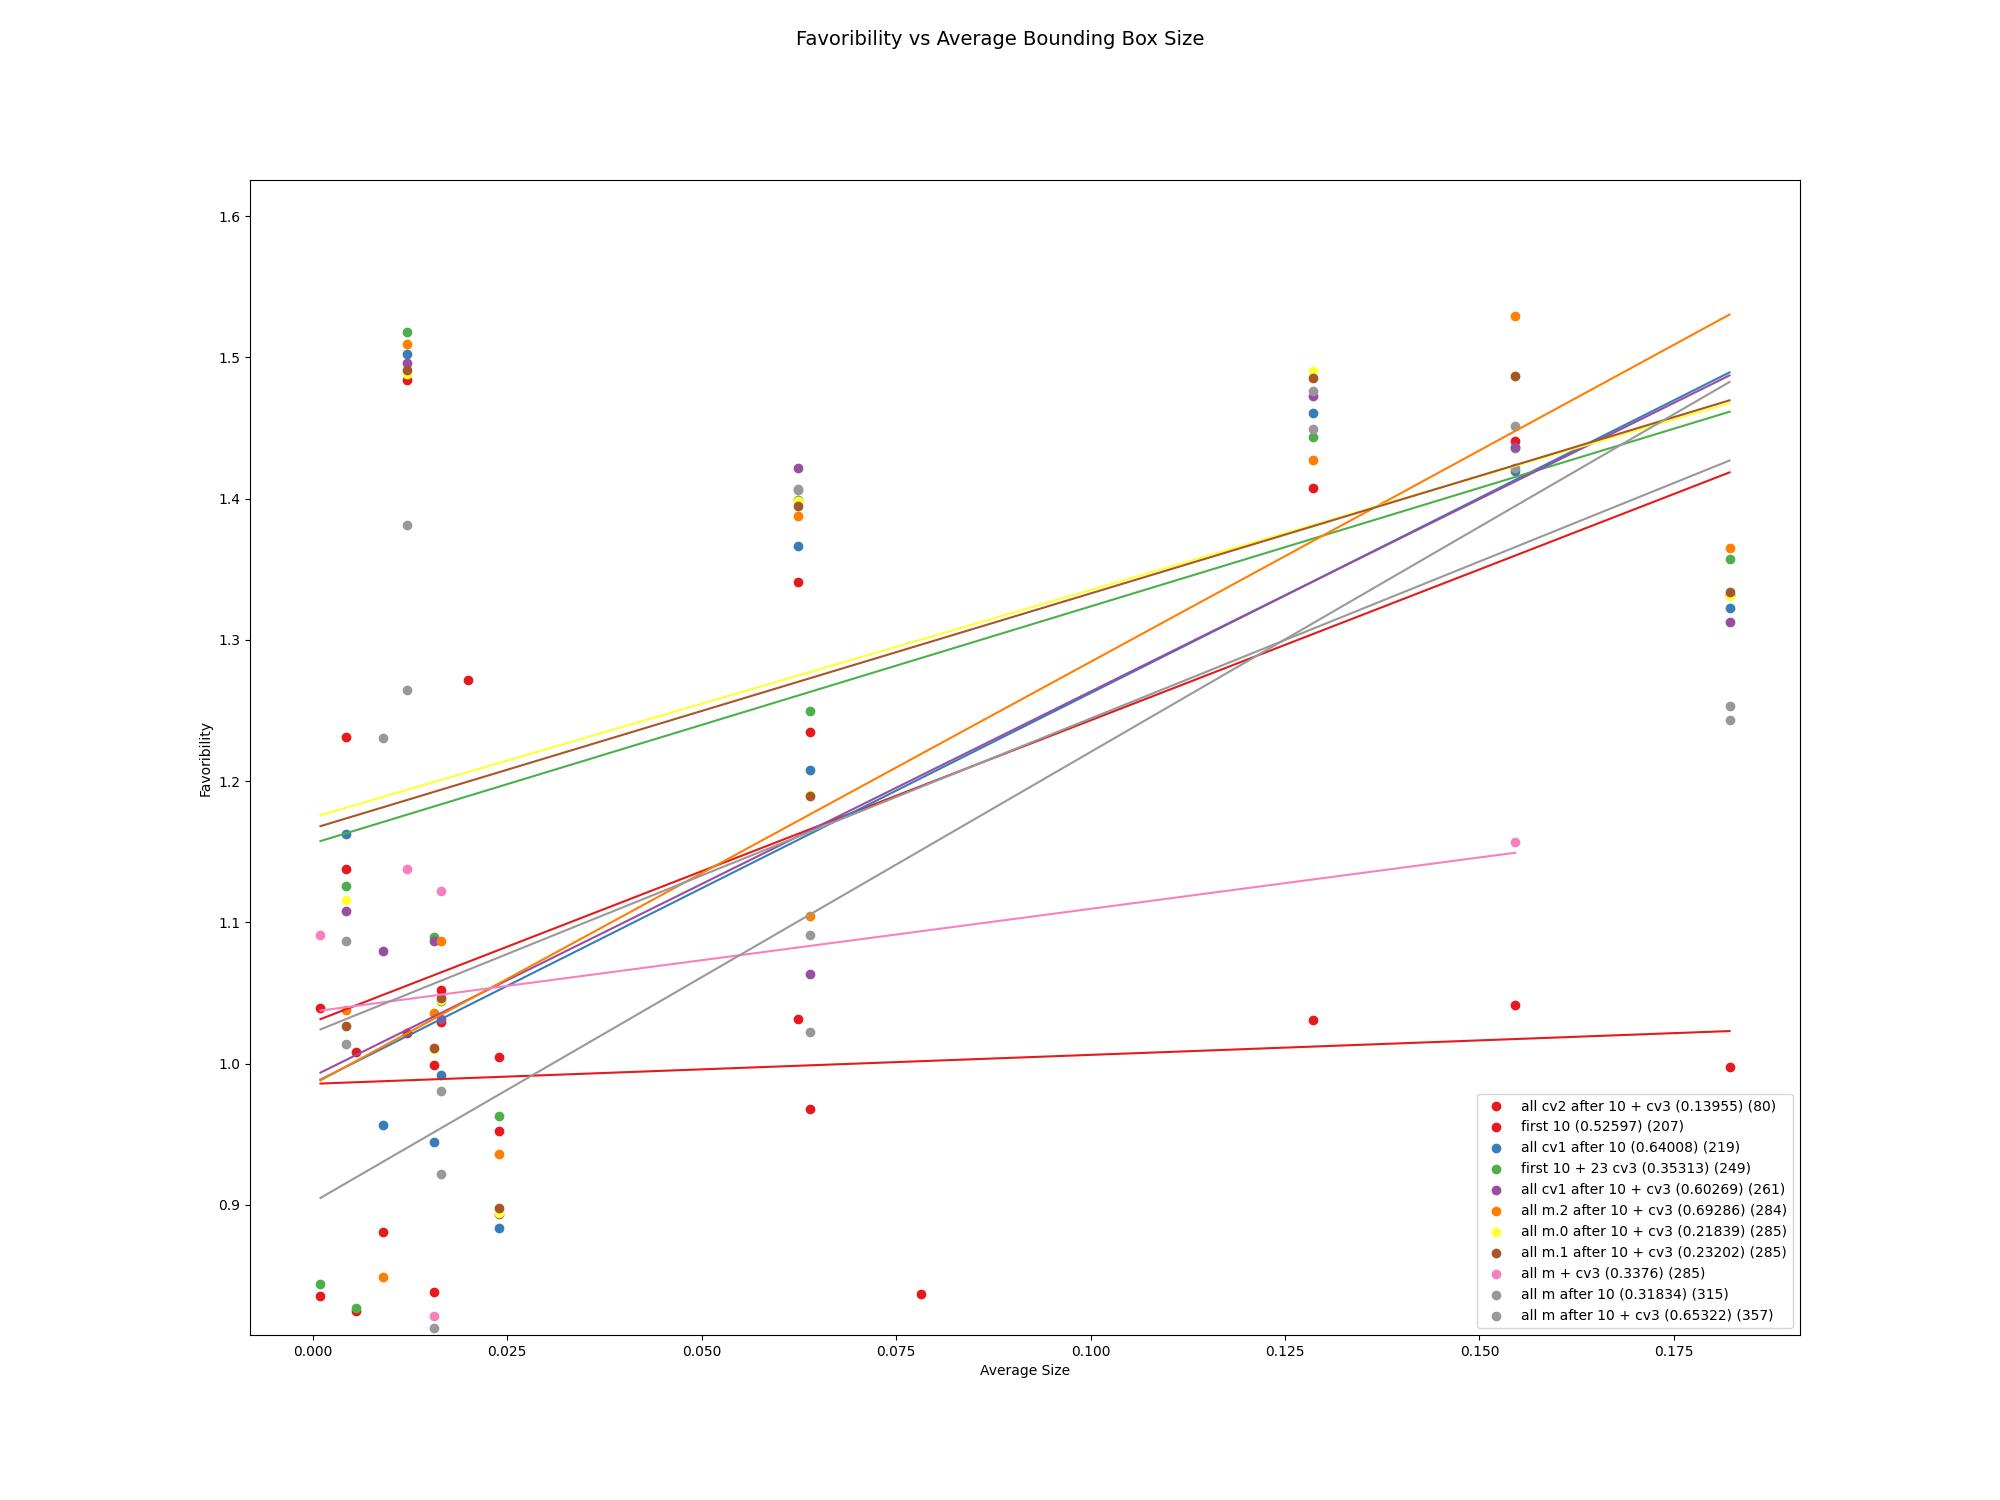 Favoribility vs Average Bounding Box Size
1.6
1.5
1.4
1.3
1.2
1.1
1.0
0.9
Favoribility
0.000 0.025 0.050 0.075 0.100 0.125 0.150 0.175
Average Size
all cv2 after 10 + cv3 (0.13955) (80)
first 10 (0.52597) (207)
all cv1 after 10 (0.64008) (219)
first 10 + 23 cv3 (0.35313) (249)
all cv1 after 10 + cv3 (0.60269) (261)
all m.2 after 10 + cv3 (0.69286) (284)
all m.0 after 10 + cv3 (0.21839) (285)
all m.1 after 10 + cv3 (0.23202) (285)
all m + cv3 (0.3376) (285)
all m after 10 (0.31834) (315)
all m after 10 + cv3 (0.65322) (357)